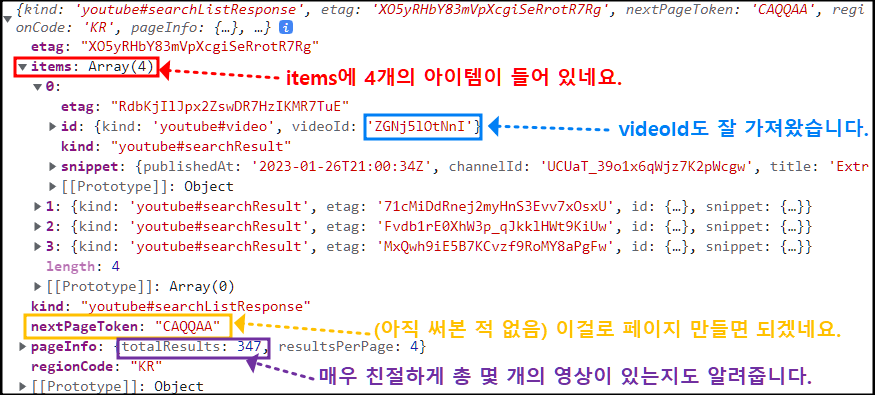 {kind: 'youtube#searchListResponse', etag: 'XO5yRHbY83mVpXcgiSeRrotR7Rg', nextPageToken: 'CAQQAA', regi
onCode: 'KR', pageInfo: {…}, …} i
etag: "XO5yRHbY83mVpXcgiSeRrotR7Rg"
items: Array(4) items에 4개의 아이템이 들어 있네요.
0:
etag: "RdbKjIlJpx2ZswDR7HzIKMR7TuE"
id: {kind: 'youtube#video', videoId: 'ZGNj5lOtNnI'} videoId도 잘 가져왔습니다.
kind: "youtube#searchResult"
snippet: {publishedAt: '2023-01-26T21:00:34Z', channelId: 'UCUaT_39o1x6qWjz7K2pWcgw', title: 'Extr
[[Prototype]]: Object
1: {kind: 'youtube#searchResult', etag: '71cMiDdRnej2myHnS3Evv7xOsxU', id: {…}, snippet: {…}}
2: {kind: 'youtube#searchResult', etag: 'Fvdb1rE0XhW3p_qJkklHWt9KiUw', id: {…}, snippet: {…}}
3: {kind: 'youtube#searchResult', etag: 'MxQwh9iE5B7KCvzf9RoMY8aPgFw', id: {…}, snippet: {…}}
length: 4
[[Prototype]]: Array(0)
kind: "youtube#searchListResponse"
nextPageToken: "CAQQAA" (아직 써본 적 없음) 이걸로 페이지 만들면 되겠네요.
pageInfo: {totalResults: 347, resultsPerPage: 4}
regionCode: "KR" 매우 친절하게 총 몇 개의 영상이 있는지도 알려줍니다.
[[Prototype]]: Object